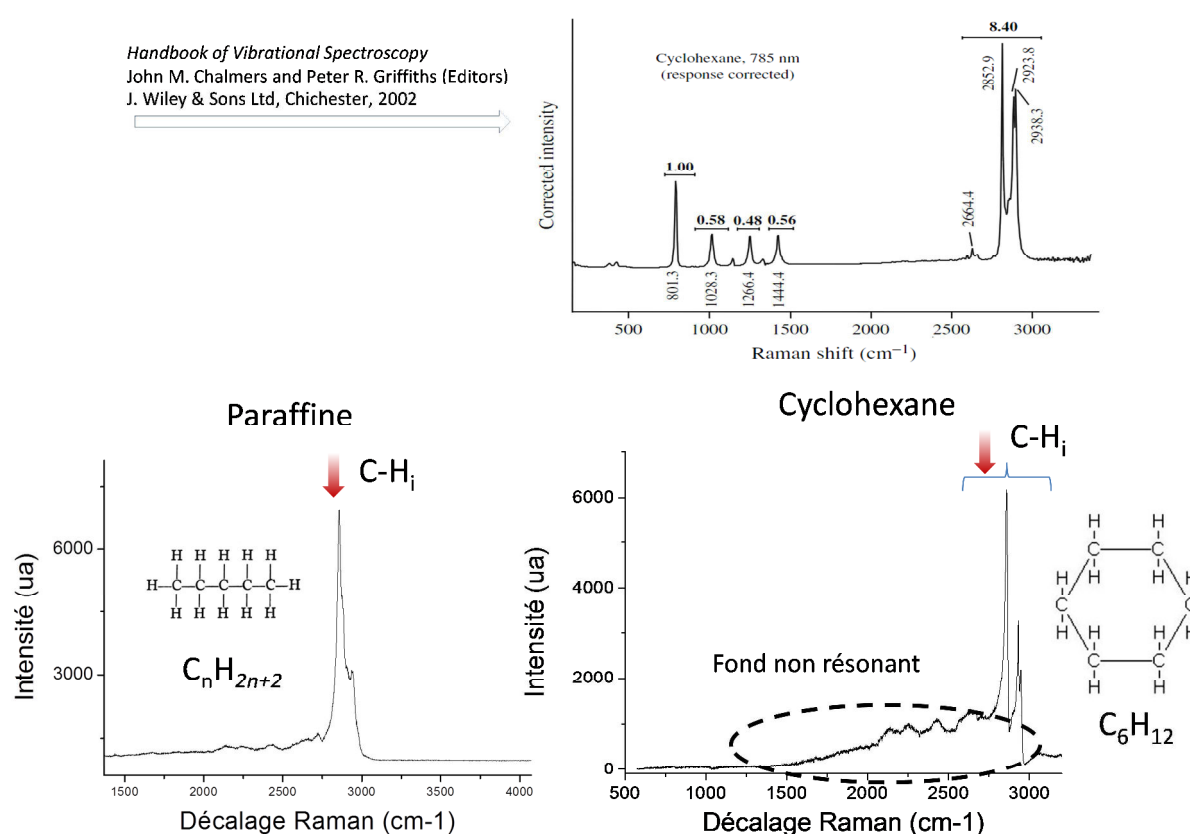 Handbook of Vibrational Spectroscopy
John M. Chalmers and Peter R. Griffiths (Editors)
J. Wiley & Sons Ltd, Chichester, 2002
Cyclohexane, 785 nm
(response corrected)
8.40
2852.9
2923.8
2938.3
2664.4
1.00
0.58
0.48
0.56
801.3
1028.3
1266.4
1444.4
Corrected intensity
500 1000 1500 2000 2500 3000
Raman shift (cm⁻¹)
Paraffine
C-Hᵢ
6000
3000
Intensité (ua)
H H H H H
H-C-C-C-C-C-H
H H H H H
CₙH₂ₙ₊₂
1500 2000 2500 3000 3500 4000
Décalage Raman (cm-1)
Cyclohexane
C-Hᵢ
6000
4000
2000
0
Intensité (ua)
Fond non résonant
H H
C C
H H
H H
C C
H H
H H
C C
H H
C₆H₁₂
500 1000 1500 2000 2500 3000
Décalage Raman (cm-1)